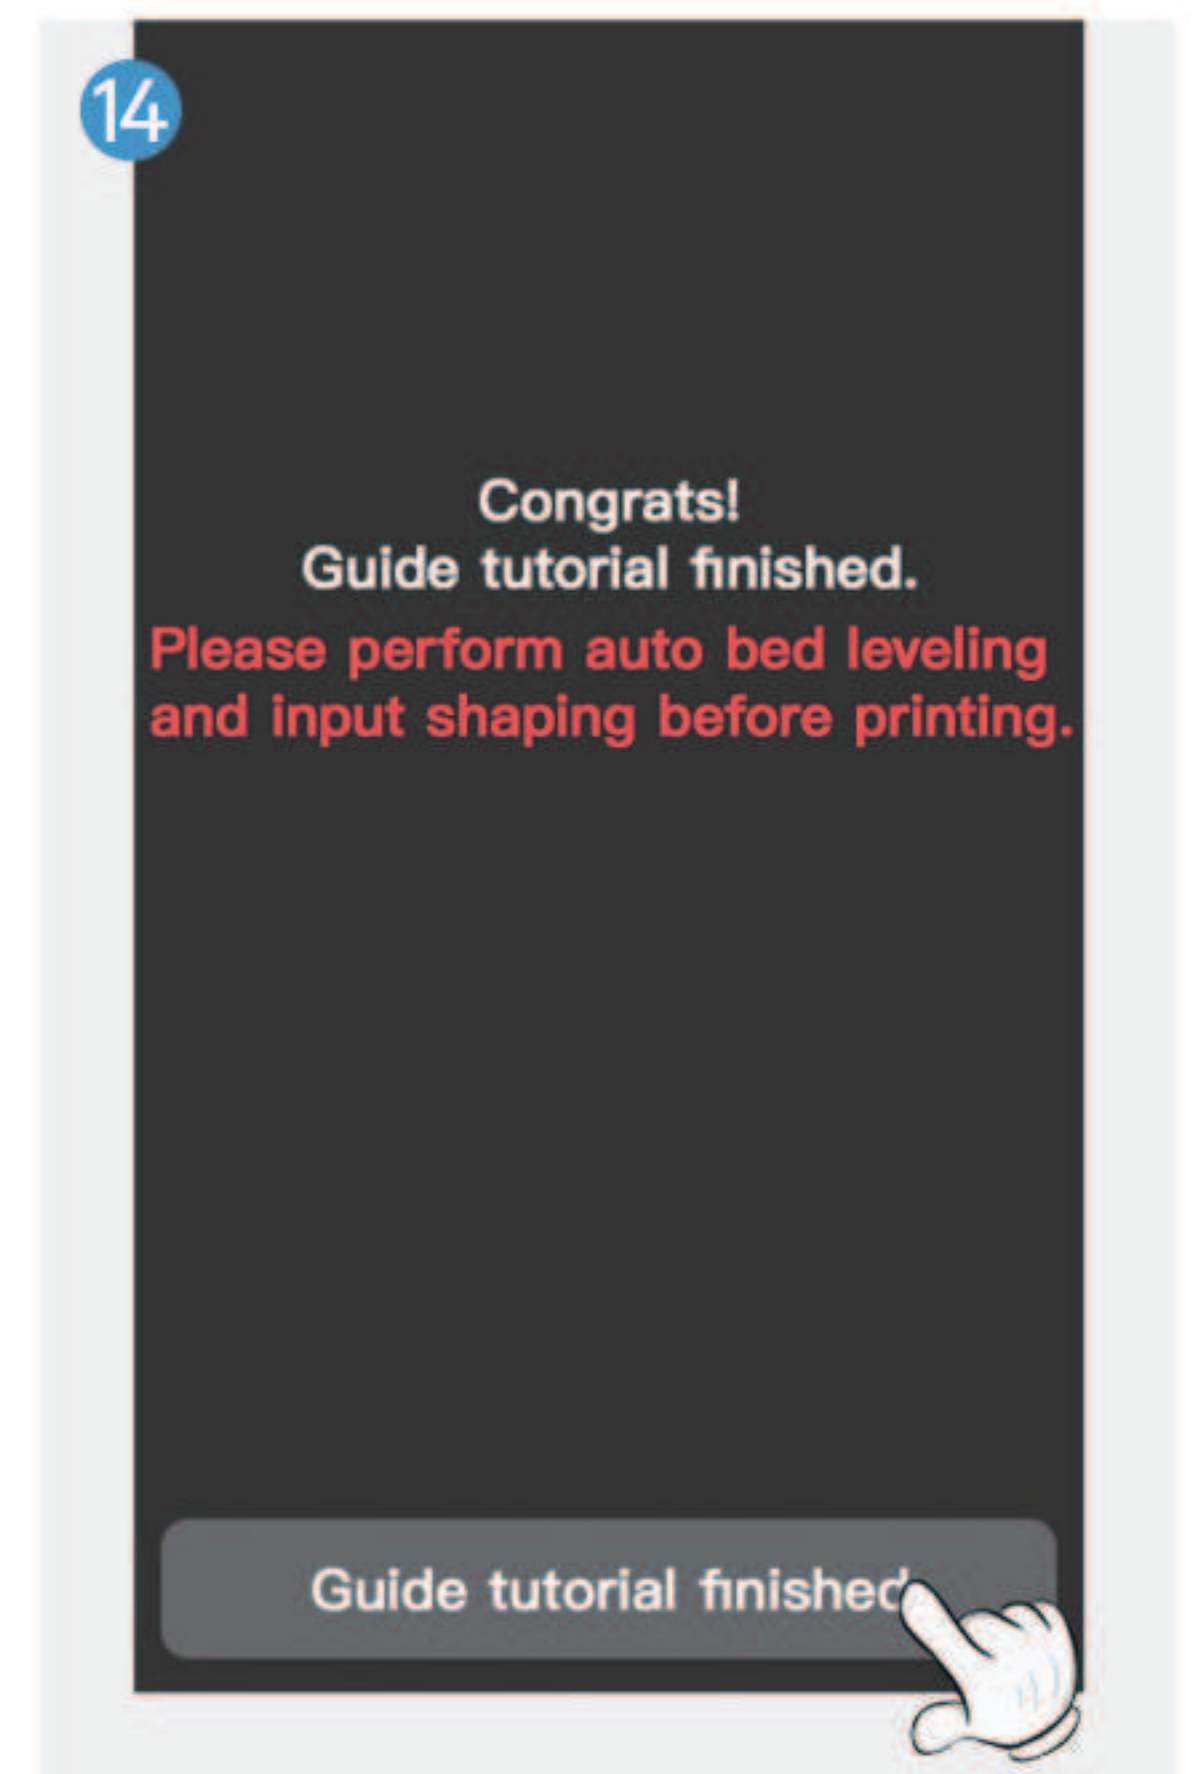 14
Congrats!
Guide tutorial finished.
Please perform auto bed leveling
and input shaping before printing.
Guide tutorial finished